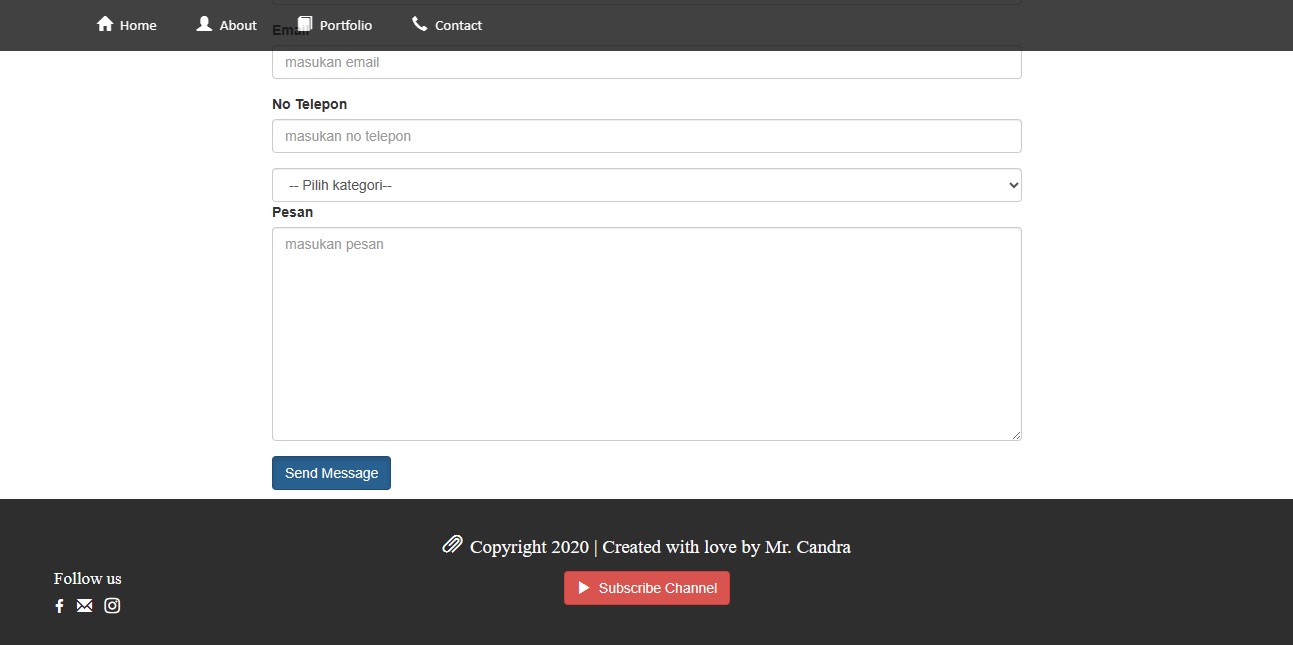 Home About Portfolio Contact
Email
masukan email
No Telepon
masukan no telepon
-- Pilih kategori--
Pesan
masukan pesan
Send Message
Copyright 2020 | Created with love by Mr. Candra
Subscribe Channel
Follow us